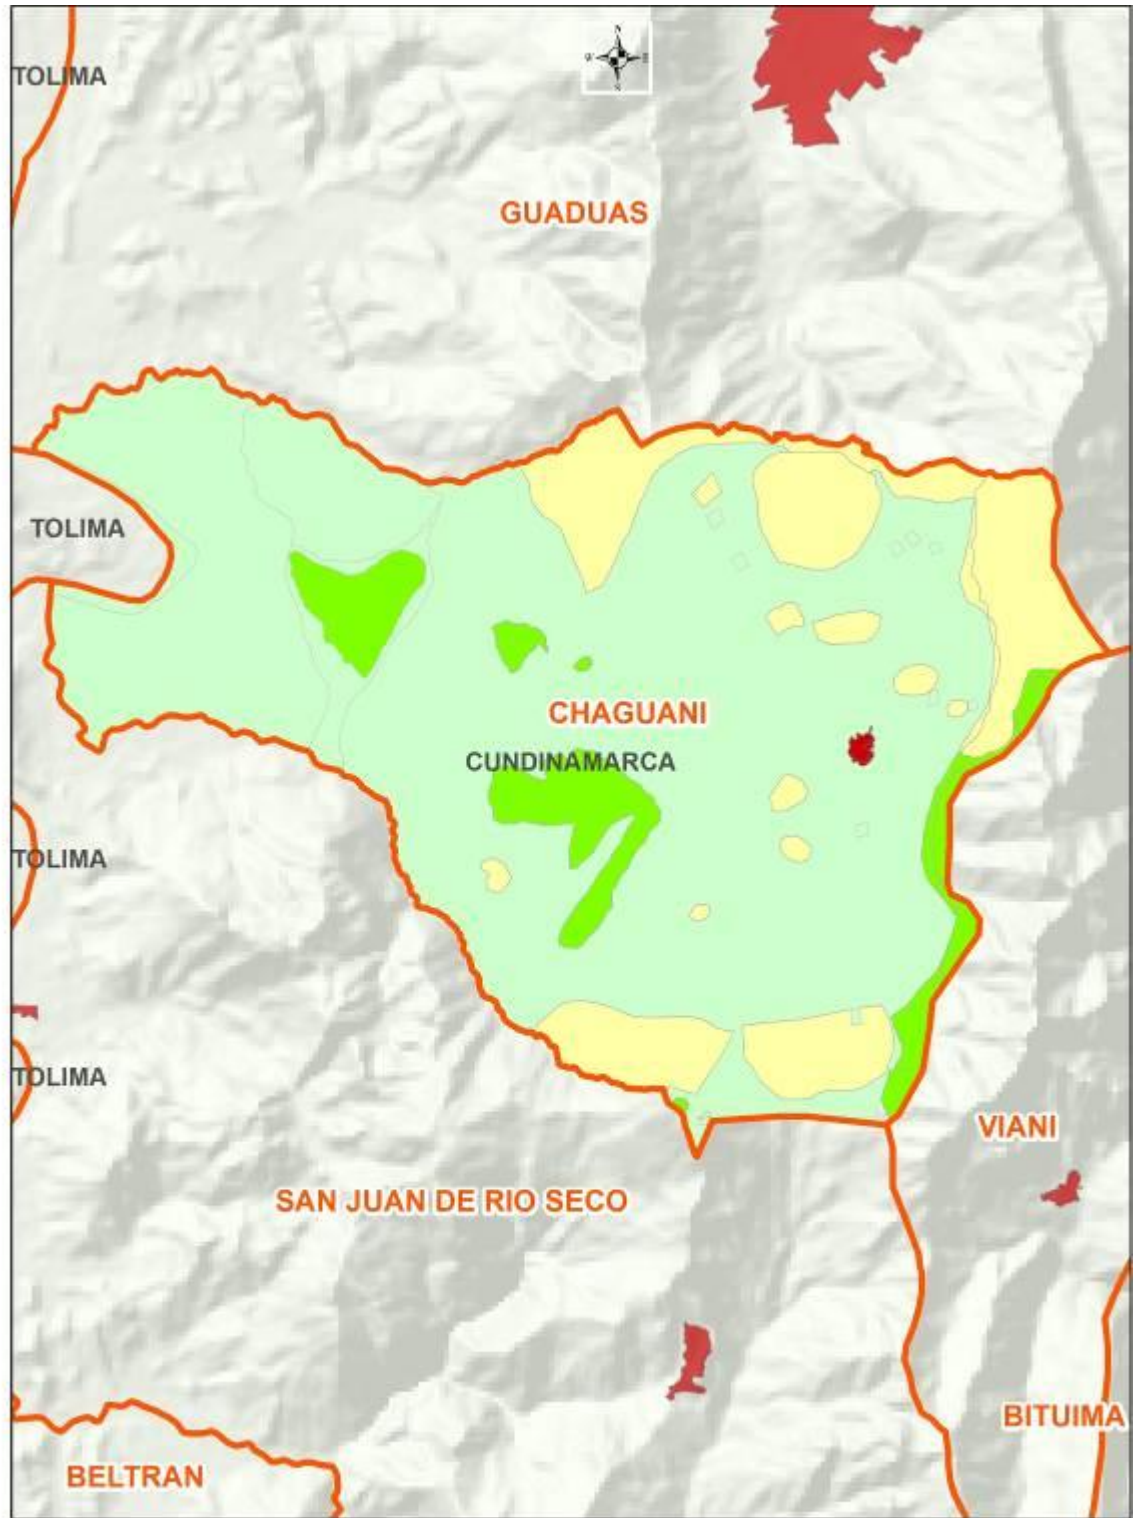 N
W E
S
TOLIMA
GUADUAS
TOLIMA
CHAGUANI
CUNDINAMARCA
TOLIMA
TOLIMA
VIANI
SAN JUAN DE RIO SECO
BITUIMA
BELTRAN